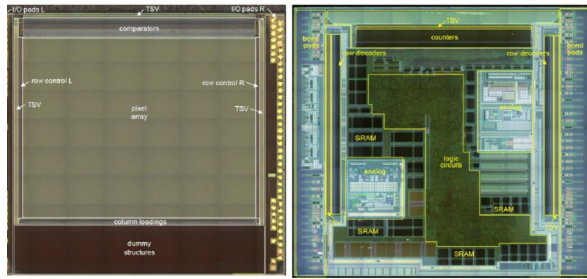 I/O pads L
TSV
I/O pads R
comparators
row control L
row control R
TSV
pixel
array
TSV
column loadings
dummy
structures
TSV
bond
pads
counters
bond
pads
row decoders
row decoders
analog
SRAM
logic
circuits
analog
SRAM
SRAM
SRAM